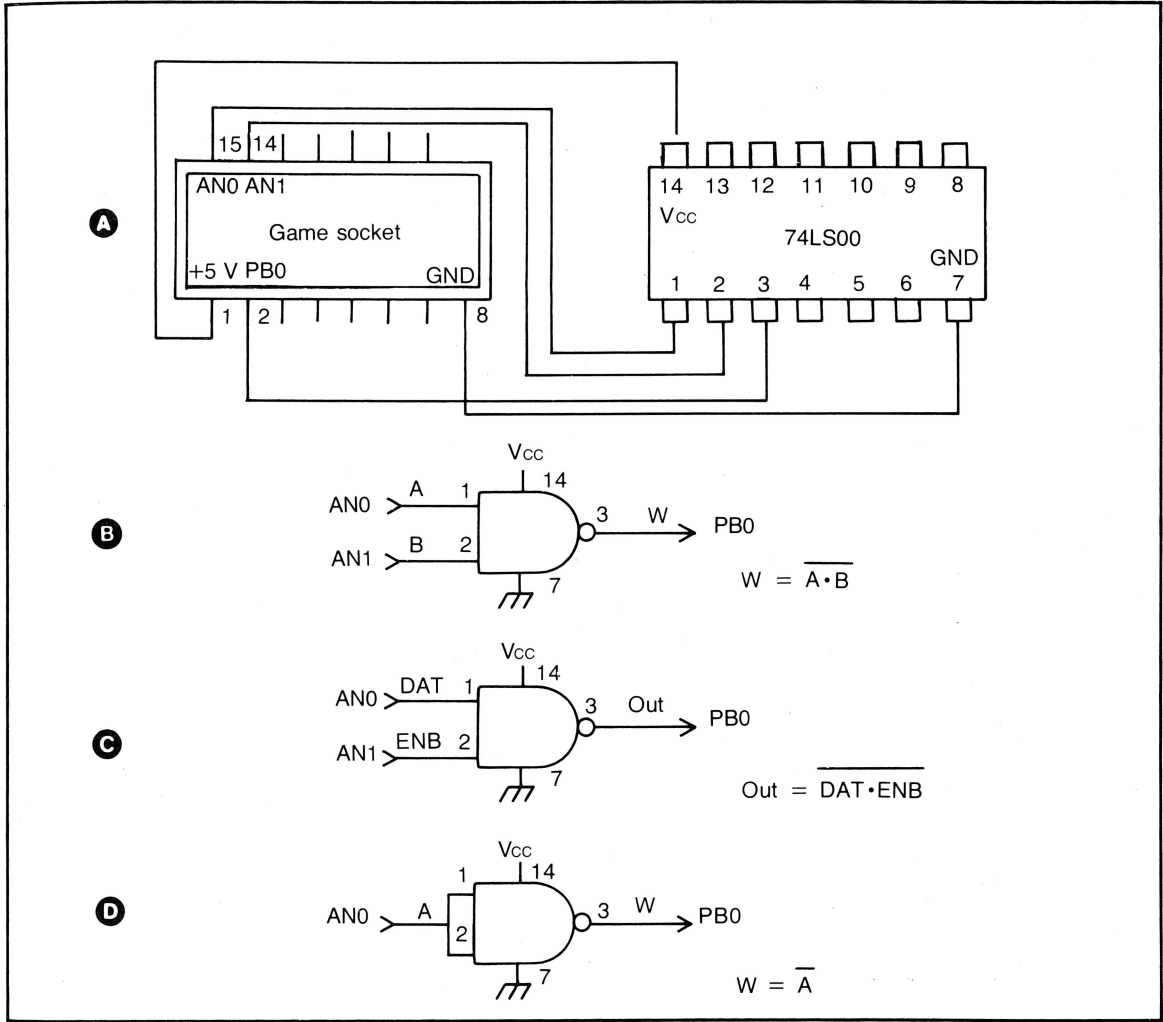 A
15 14
AN0 AN1
Game socket
+5 V PB0 GND
1 2 8
14 13 12 11 10 9 8
Vcc
74LS00
GND
1 2 3 4 5 6 7
B
Vcc
14
AN0 A 1
3 W PB0
AN1 B 2
7
W = A•B
C
Vcc
14
AN0 DAT 1
3 Out PB0
AN1 ENB 2
7
Out = DAT•ENB
D
Vcc
1 14
AN0 A
3 W PB0
2
7
W = A